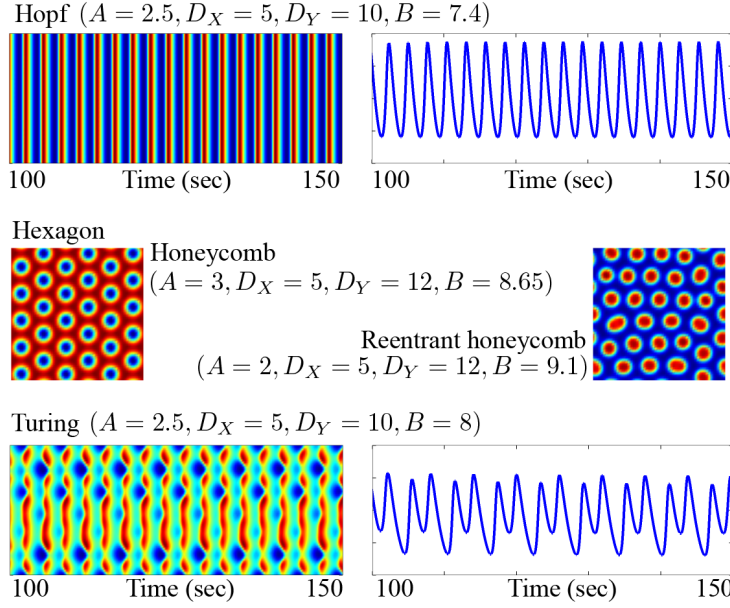 Hopf (A = 2.5, D_X = 5, D_Y = 10, B = 7.4)
100 Time (sec) 150 100 Time (sec) 150
Hexagon
Honeycomb
(A = 3, D_X = 5, D_Y = 12, B = 8.65)
Reentrant honeycomb
(A = 2, D_X = 5, D_Y = 12, B = 9.1)
Turing (A = 2.5, D_X = 5, D_Y = 10, B = 8)
100 Time (sec) 150 100 Time (sec) 150